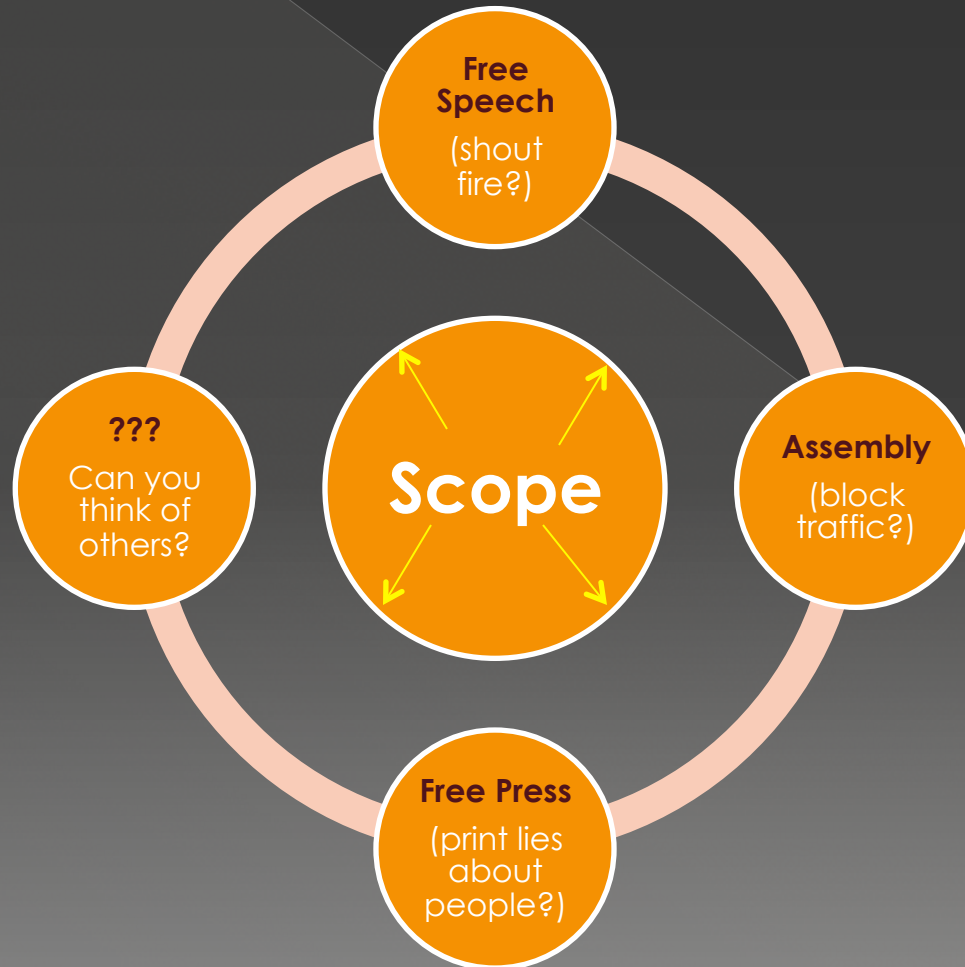 Free
Speech
(shout
fire?)
Assembly
(block
traffic?)
Free Press
(print lies
about
people?)
???
Can you
think of
others?
Scope